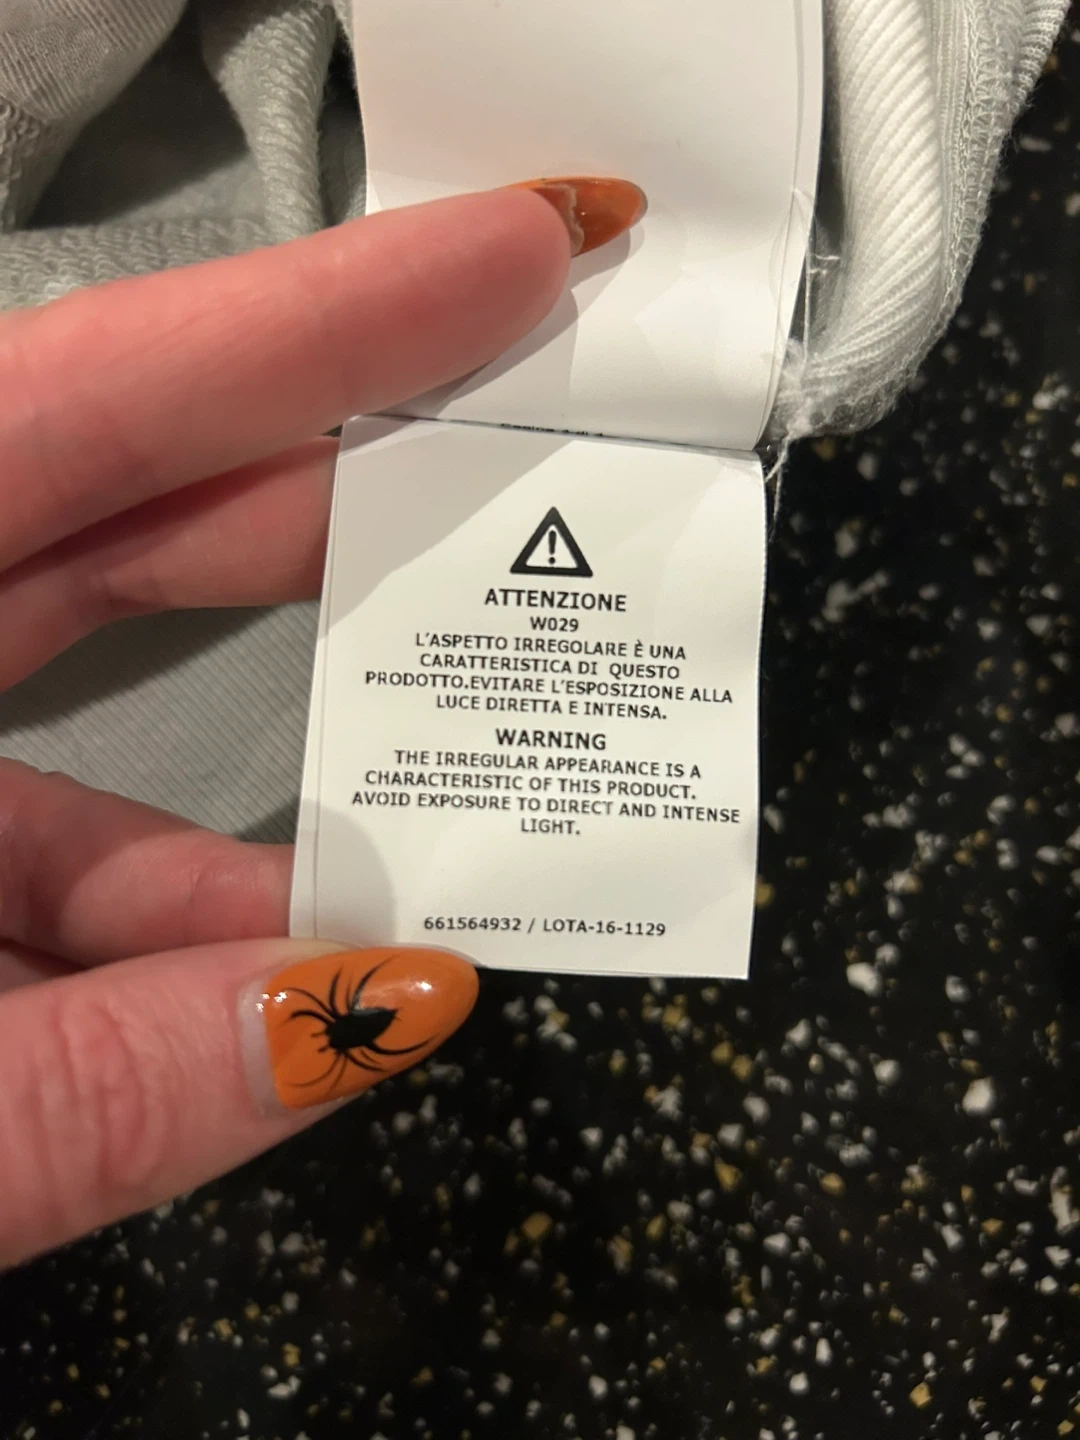 ATTENZIONE
W029
L'ASPETTO IRREGOLARE È UNA
CARATTERISTICA DI QUESTO
PRODOTTO.EVITARE L'ESPOSIZIONE ALLA
LUCE DIRETTA E INTENSA.
WARNING
THE IRREGULAR APPEARANCE IS A
CHARACTERISTIC OF THIS PRODUCT.
AVOID EXPOSURE TO DIRECT AND INTENSE
LIGHT.
661564932 / LOTA-16-1129